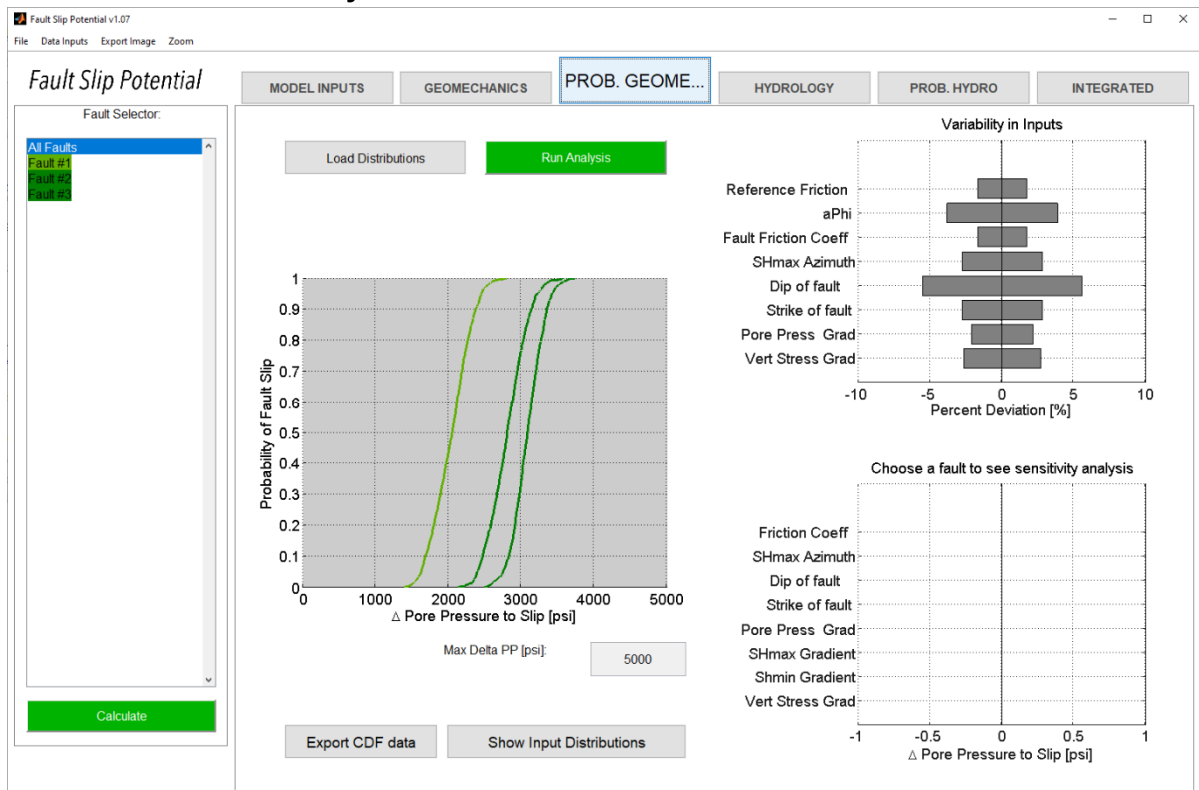 Fault Slip Potential v1.07
File Data Inputs Export Image Zoom
Fault Slip Potential
MODEL INPUTS
GEOMECHANICS
PROB. GEOME...
HYDROLOGY
PROB. HYDRO
INTEGRATED
Fault Selector:
All Faults
Fault #1
Fault #2
Fault #3
Calculate
Load Distributions
Run Analysis
Probability of Fault Slip
1
0.9
0.8
0.7
0.6
0.5
0.4
0.3
0.2
0.1
0
0 1000 2000 3000 4000 5000
Δ Pore Pressure to Slip [psi]
Max Delta PP [psi]:
5000
Export CDF data
Show Input Distributions
Variability in Inputs
Reference Friction
aPhi
Fault Friction Coeff
SHmax Azimuth
Dip of fault
Strike of fault
Pore Press Grad
Vert Stress Grad
-10 -5 0 5 10
Percent Deviation [%]
Choose a fault to see sensitivity analysis
Friction Coeff
SHmax Azimuth
Dip of fault
Strike of fault
Pore Press Grad
SHmax Gradient
Shmin Gradient
Vert Stress Grad
-1 -0.5 0 0.5 1
Δ Pore Pressure to Slip [psi]